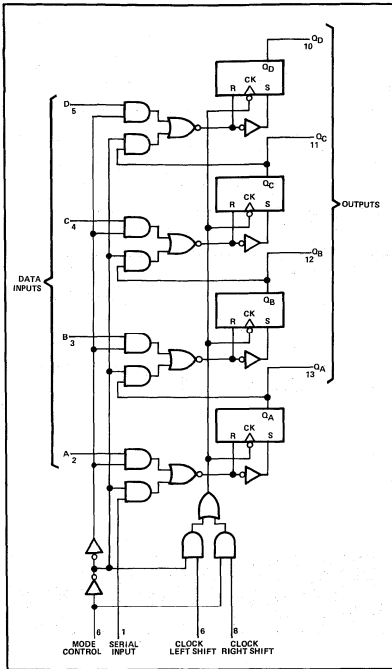 QD
10
QD
CK
R
S
D
5
QC
11
QC
CK
R
S
OUTPUTS
C
4
QB
12
DATA
INPUTS
QB
CK
R
S
B
3
QA
13
QA
CK
R
S
A
2
6
1
6
8
MODE
CONTROL
SERIAL
INPUT
CLOCK
LEFT SHIFT
CLOCK
RIGHT SHIFT